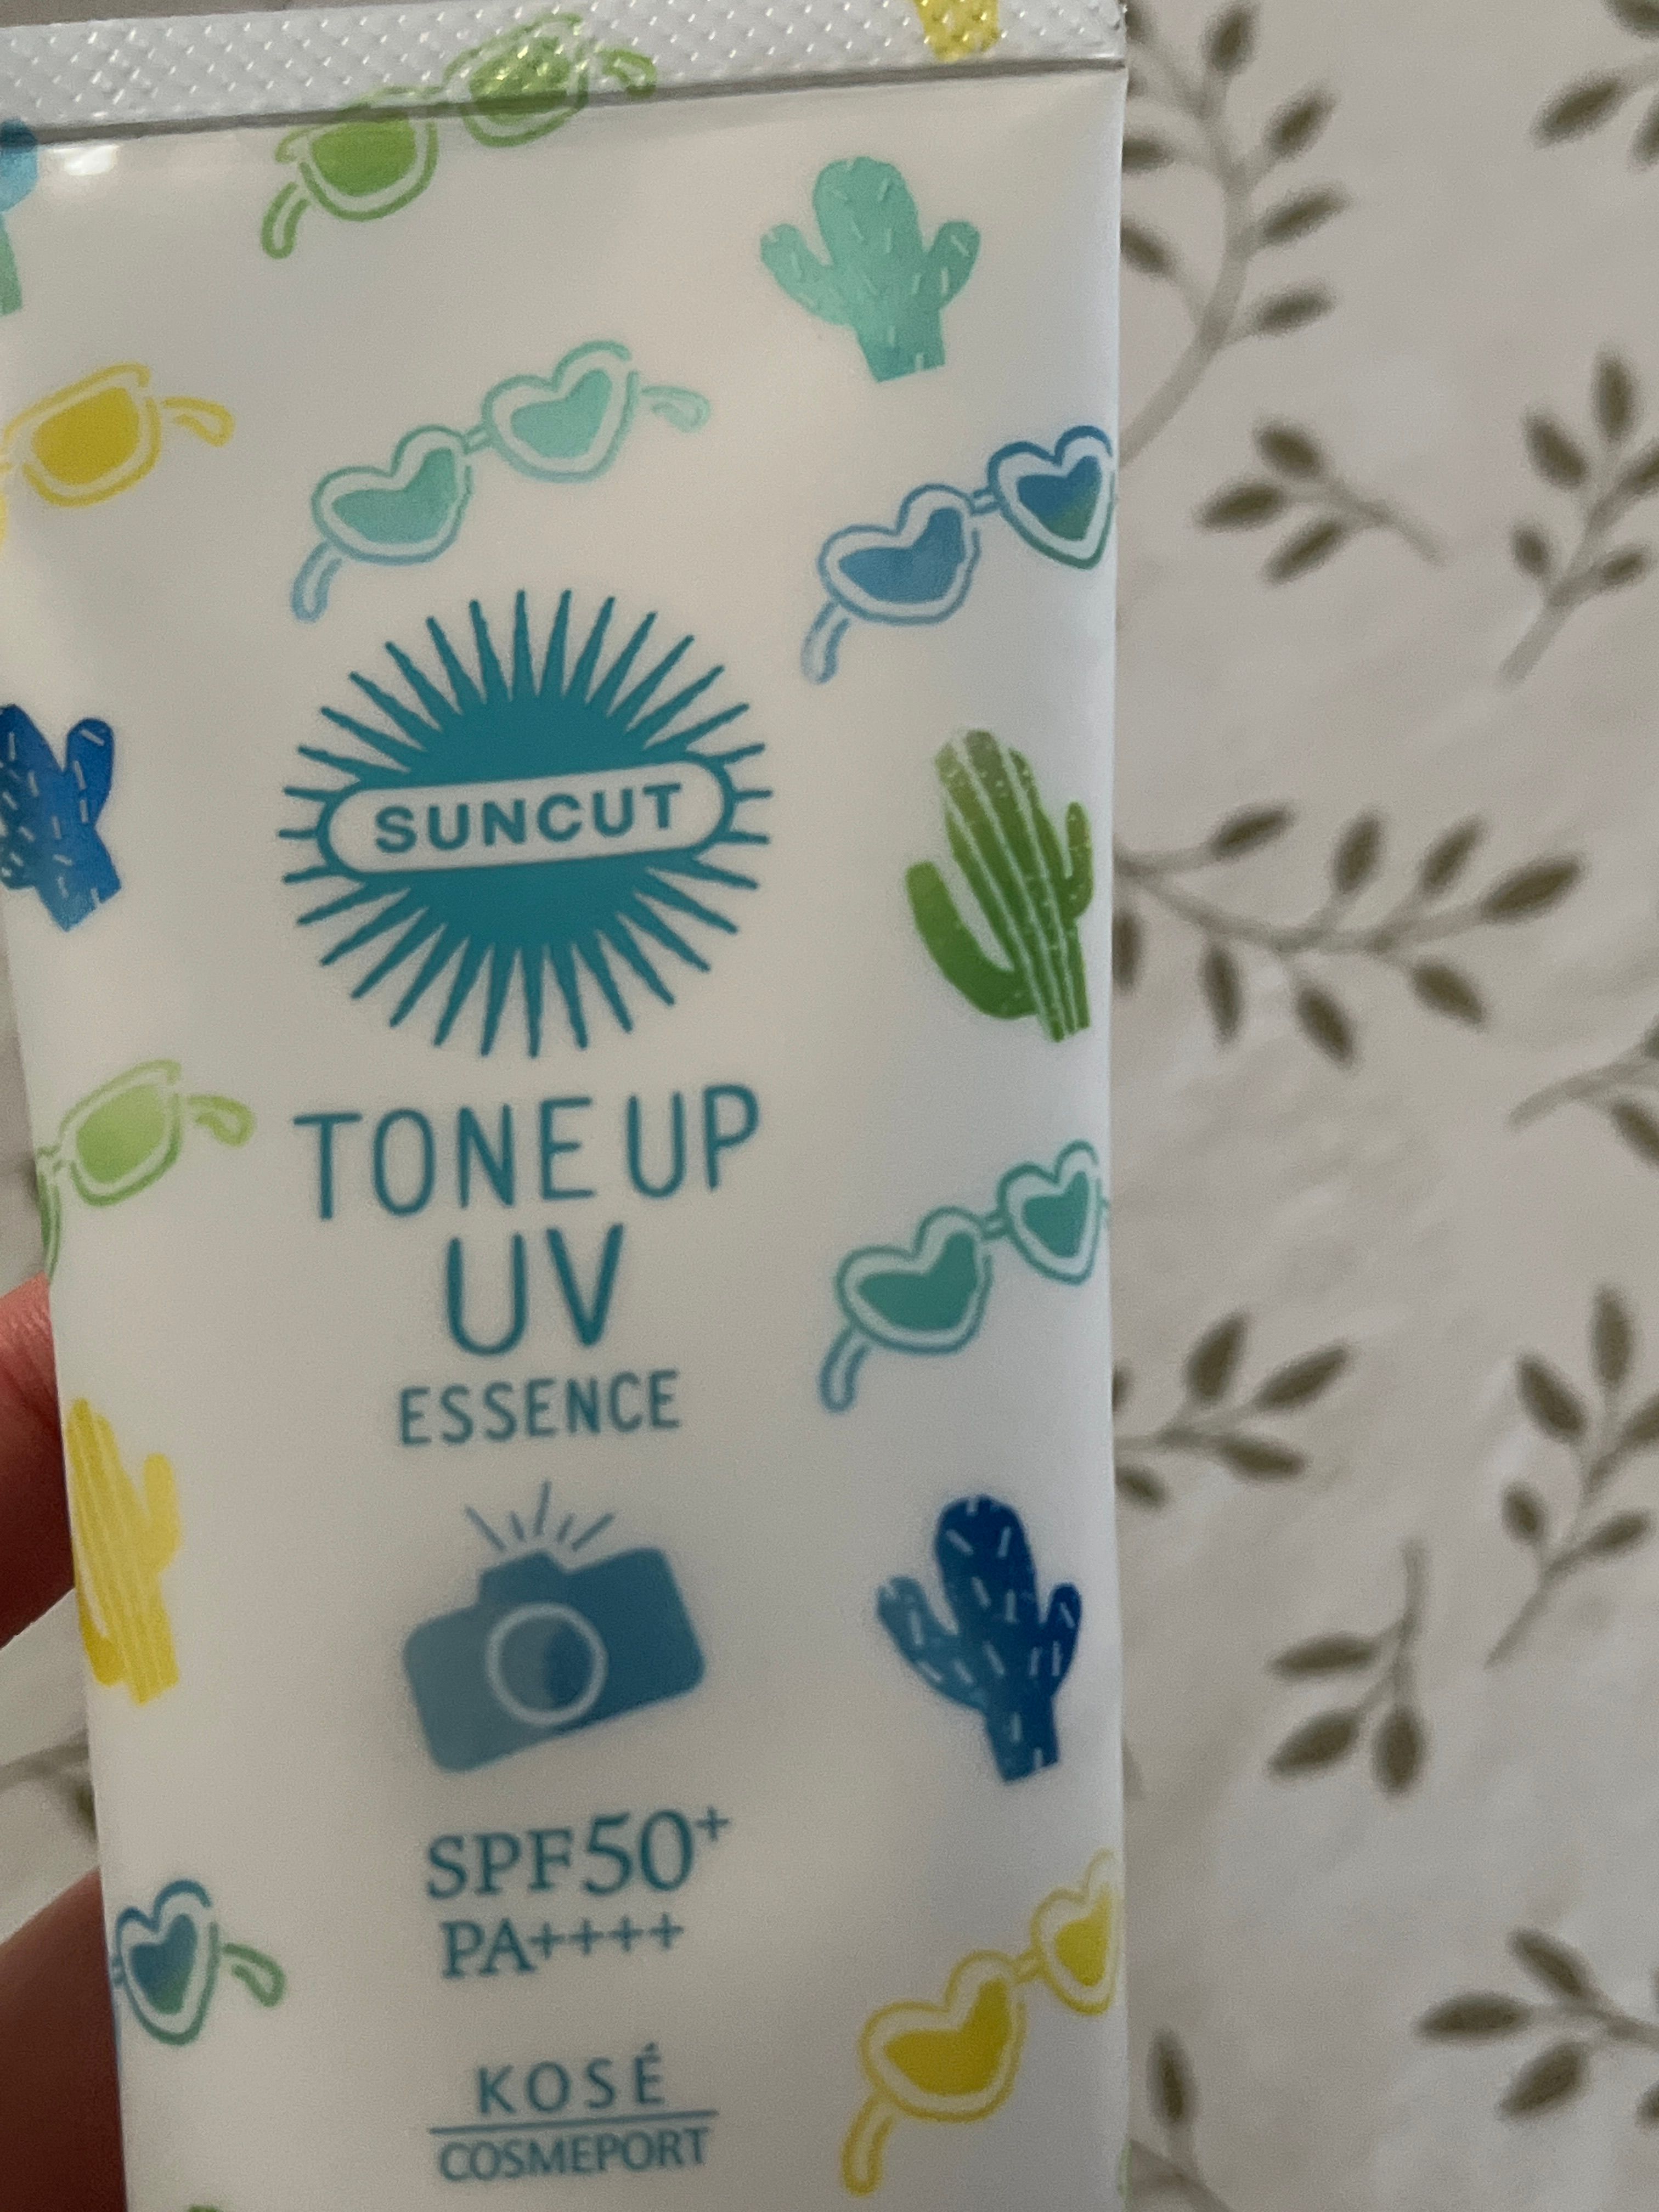 SUNCUT
TONE UP
UV
ESSENCE
SPF50+
PA++++
KOSÉ
COSMEPORT